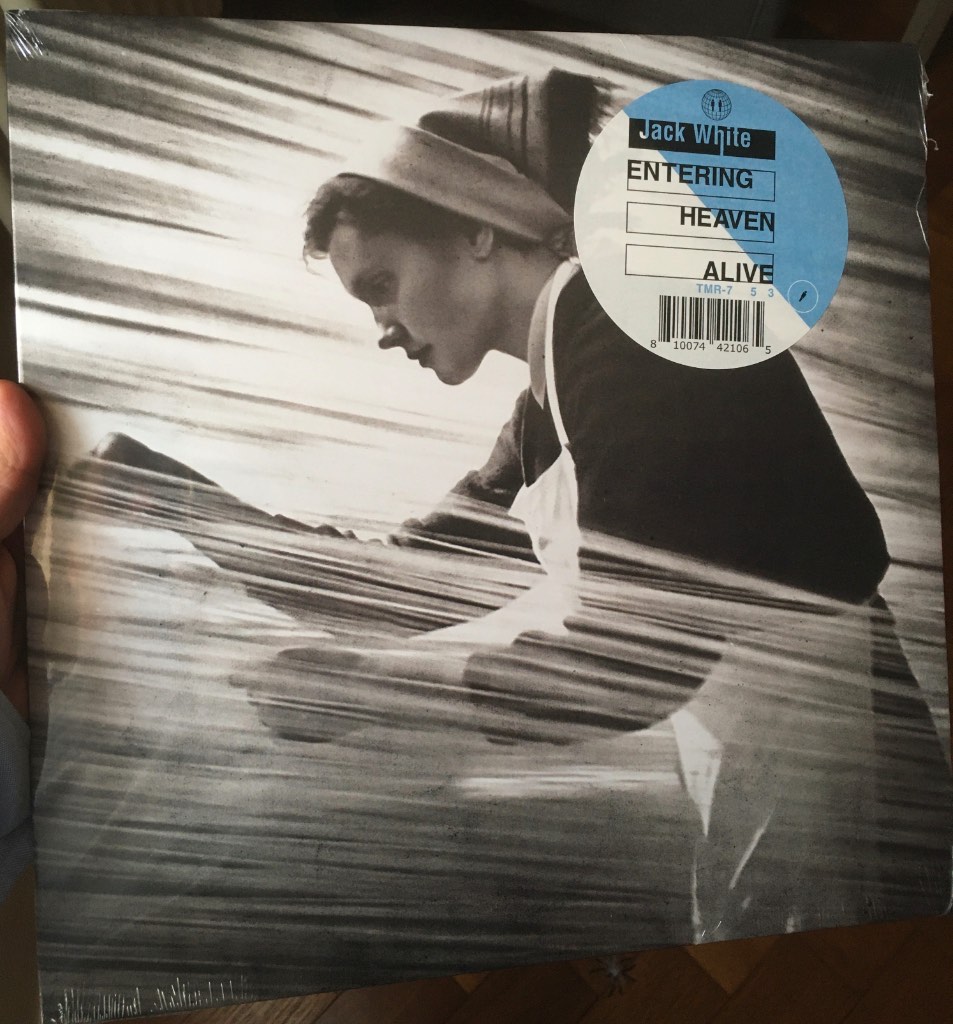 Jack White
ENTERING
HEAVEN
ALIVE
TMR-7 5 3
8 10074 42106 5